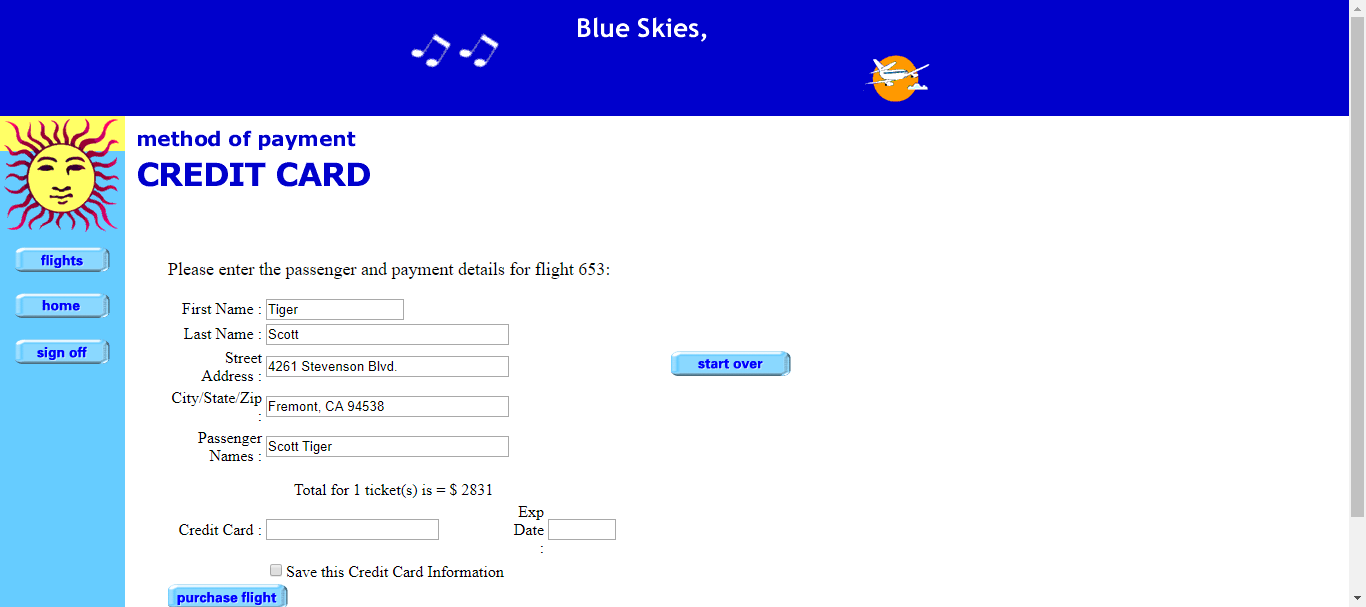 Blue Skies,
method of payment
CREDIT CARD
flights
home
sign off
Please enter the passenger and payment details for flight 653:
First Name : Tiger
Last Name : Scott
Street
Address : 4261 Stevenson Blvd.
City/State/Zip
: Fremont, CA 94538
Passenger
Names : Scott Tiger
start over
Total for 1 ticket(s) is = $ 2831
Credit Card :
Exp
Date
:
Save this Credit Card Information
purchase flight